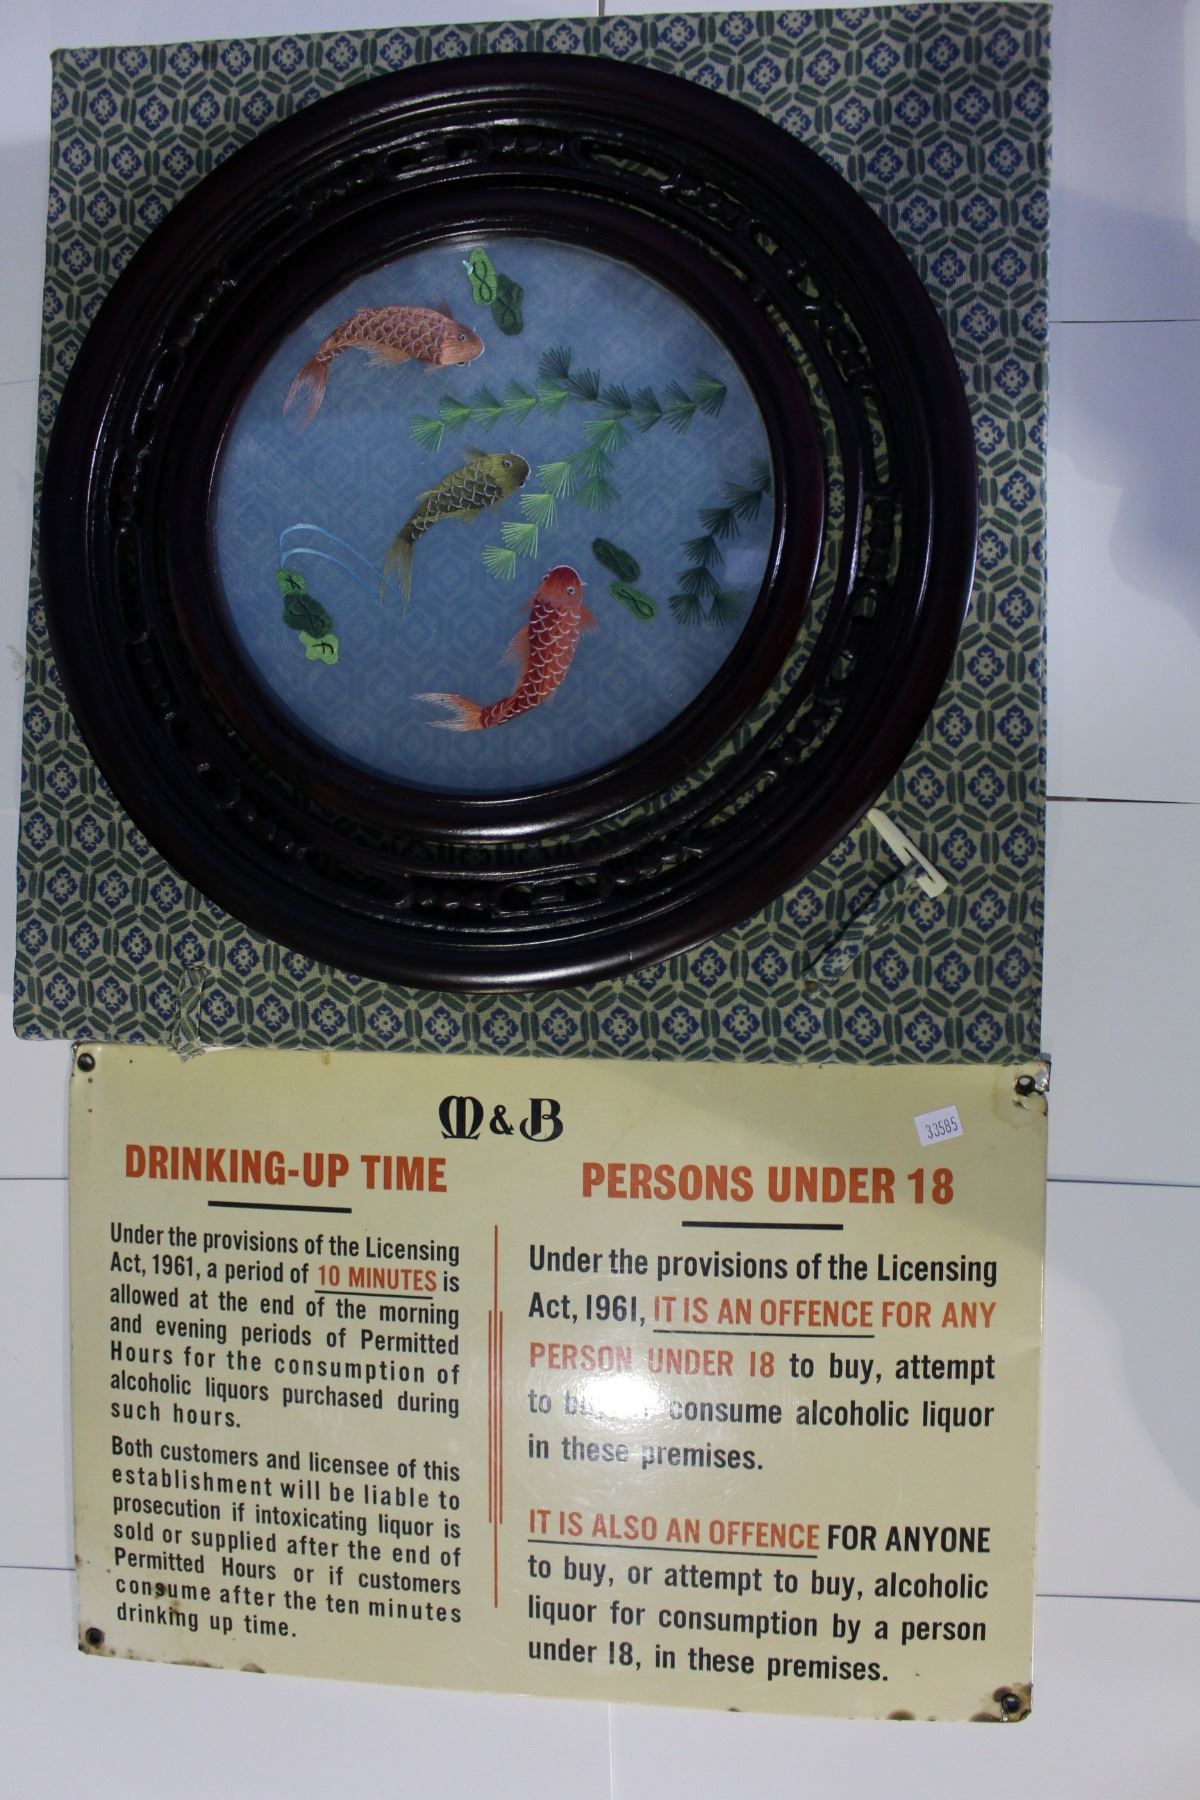 M & B
33585
DRINKING-UP TIME
Under the provisions of the Licensing
Act, 1961, a period of 10 MINUTES is
allowed at the end of the morning
and evening periods of Permitted
Hours for the consumption of
alcoholic liquors purchased during
such hours.
Both customers and licensee of this
establishment will be liable to
prosecution if intoxicating liquor is
sold or supplied after the end of
Permitted Hours or if customers
consume after the ten minutes
drinking up time.
PERSONS UNDER 18
Under the provisions of the Licensing
Act, 1961, IT IS AN OFFENCE FOR ANY
PERSON UNDER 18 to buy, attempt
to consume alcoholic liquor
in these premises.
IT IS ALSO AN OFFENCE FOR ANYONE
to buy, or attempt to buy, alcoholic
liquor for consumption by a person
under 18, in these premises.